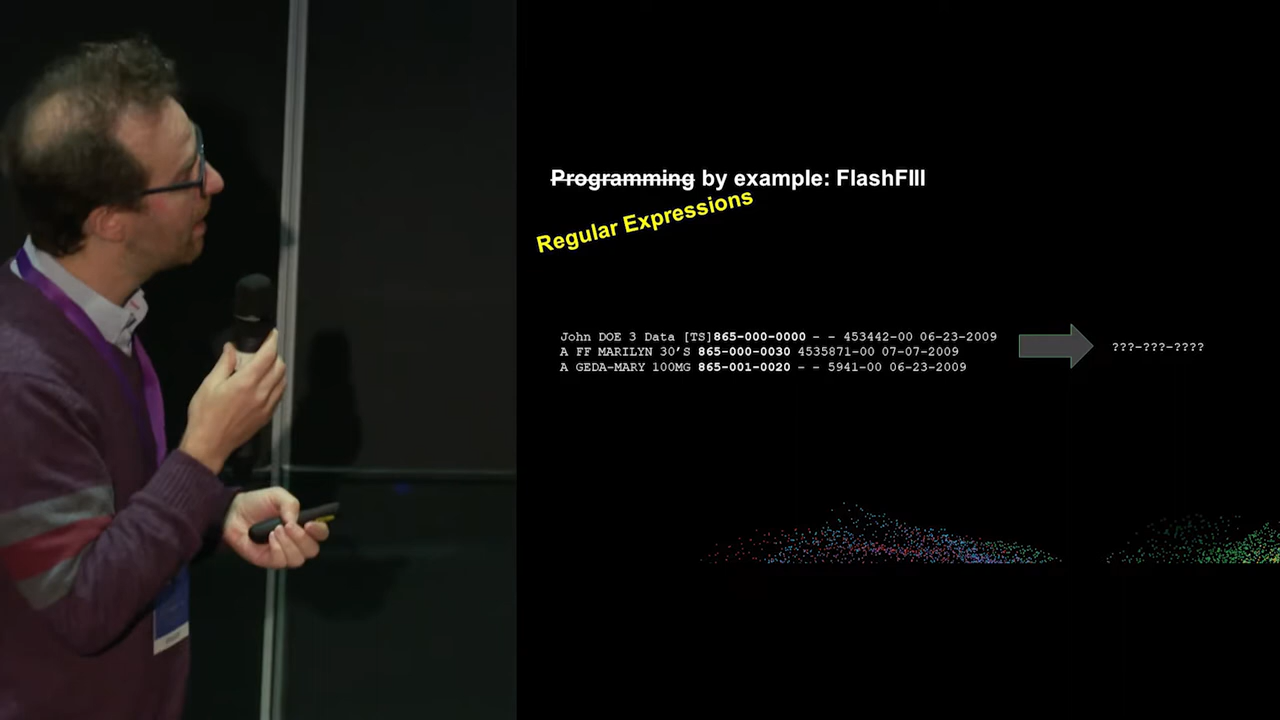 Programming by example: FlashFIll
Regular Expressions
John DOE 3 Data [TS]865-000-0000 - - 453442-00 06-23-2009
A FF MARILYN 30’S 865-000-0030 4535871-00 07-07-2009
A GEDA-MARY 100MG 865-001-0020 - - 5941-00 06-23-2009
???-???-????